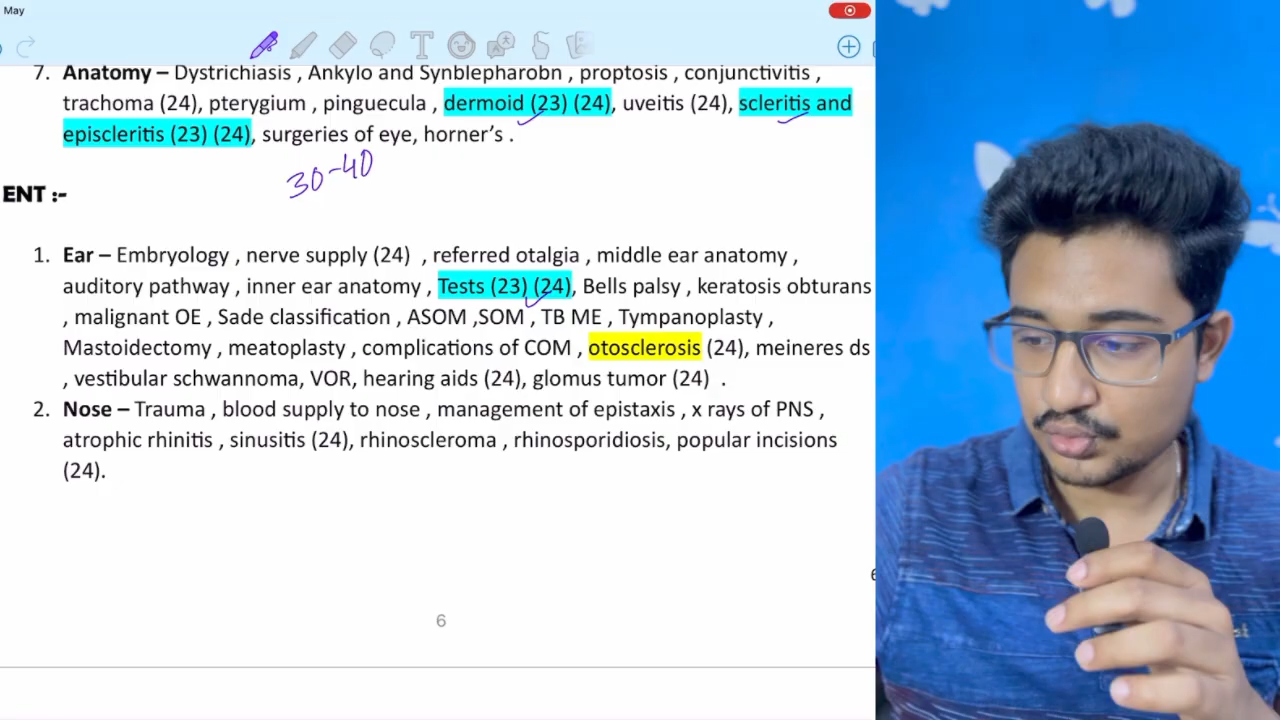 May
7. Anatomy – Dystrichiasis , Ankylo and Synblepharobn , proptosis , conjunctivitis ,
trachoma (24), pterygium , pinguecula , dermoid (23) (24), uveitis (24), scleritis and
episcleritis (23) (24), surgeries of eye, horner’s .
30-40
ENT :-
1. Ear – Embryology , nerve supply (24) , referred otalgia , middle ear anatomy ,
auditory pathway , inner ear anatomy , Tests (23) (24), Bells palsy , keratosis obturans
, malignant OE , Sade classification , ASOM ,SOM , TB ME , Tympanoplasty ,
Mastoidectomy , meatoplasty , complications of COM , otosclerosis (24), meineres ds
, vestibular schwannoma, VOR, hearing aids (24), glomus tumor (24) .
2. Nose – Trauma , blood supply to nose , management of epistaxis , x rays of PNS ,
atrophic rhinitis , sinusitis (24), rhinoscleroma , rhinosporidiosis, popular incisions
(24).
6